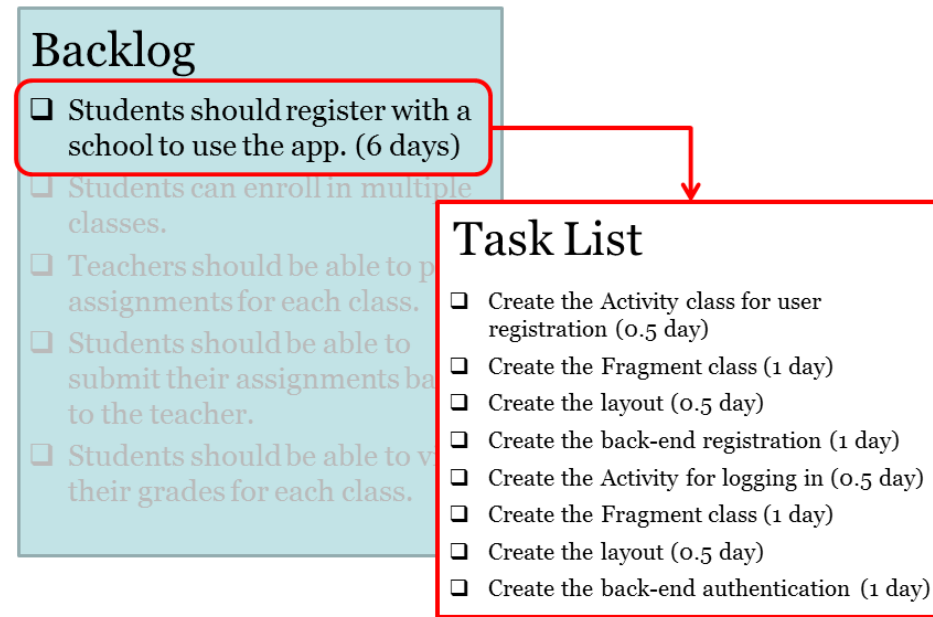 Backlog
Students should register with a
school to use the app. (6 days)
Students can enroll in multiple
classes.
Teachers should be able to p
assignments for each class.
Students should be able to
submit their assignments ba
to the teacher.
Students should be able to v
their grades for each class.
Task List
Create the Activity class for user
registration (0.5 day)
Create the Fragment class (1 day)
Create the layout (0.5 day)
Create the back-end registration (1 day)
Create the Activity for logging in (0.5 day)
Create the Fragment class (1 day)
Create the layout (0.5 day)
Create the back-end authentication (1 day)